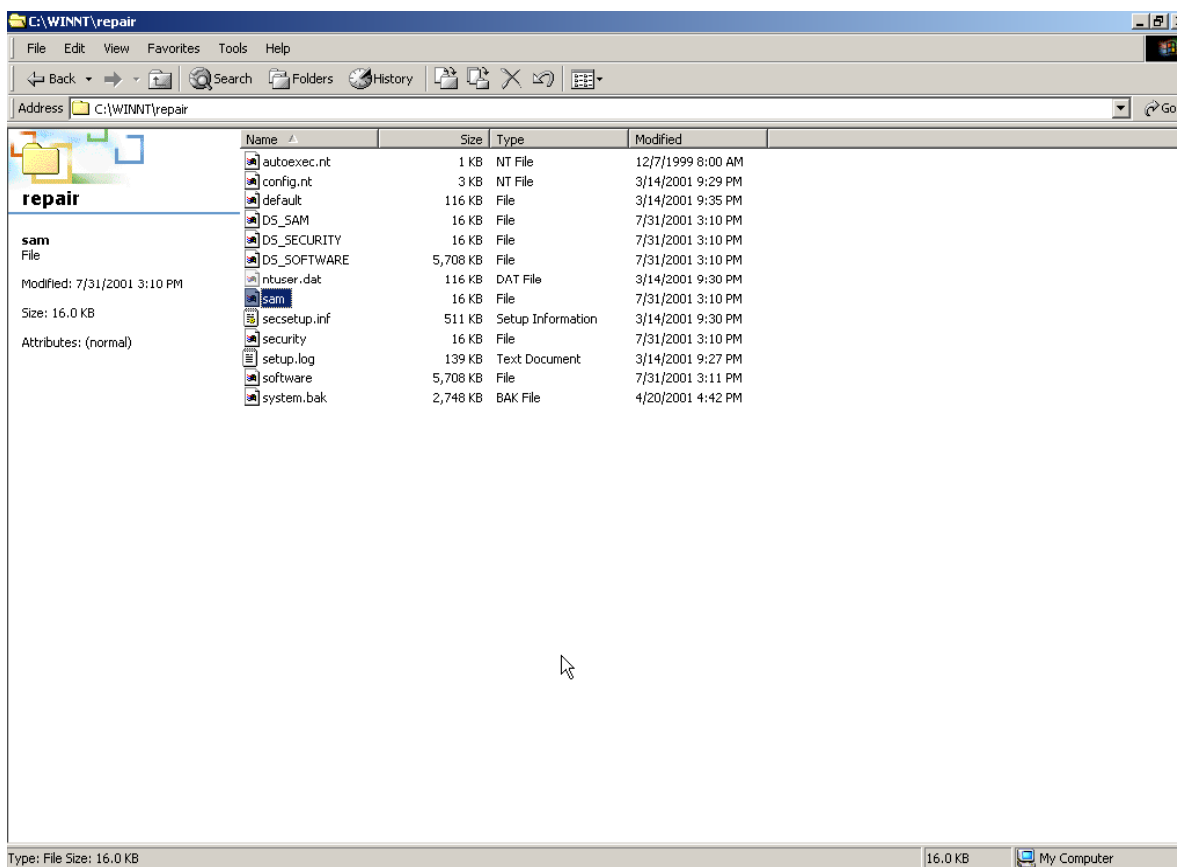 C:\WINNT\repair
File Edit View Favorites Tools Help
Back Search Folders History
Address C:\WINNT\repair Go
repair
sam
File
Modified: 7/31/2001 3:10 PM
Size: 16.0 KB
Attributes: (normal)
Name Size Type Modified
autoexec.nt 1 KB NT File 12/7/1999 8:00 AM
config.nt 3 KB NT File 3/14/2001 9:29 PM
default 116 KB File 3/14/2001 9:35 PM
DS_SAM 16 KB File 7/31/2001 3:10 PM
DS_SECURITY 16 KB File 7/31/2001 3:10 PM
DS_SOFTWARE 5,708 KB File 7/31/2001 3:10 PM
ntuser.dat 116 KB DAT File 3/14/2001 9:30 PM
sam 16 KB File 7/31/2001 3:10 PM
secsetup.inf 511 KB Setup Information 3/14/2001 9:30 PM
security 16 KB File 7/31/2001 3:10 PM
setup.log 139 KB Text Document 3/14/2001 9:27 PM
software 5,708 KB File 7/31/2001 3:11 PM
system.bak 2,748 KB BAK File 4/20/2001 4:42 PM
Type: File Size: 16.0 KB 16.0 KB My Computer